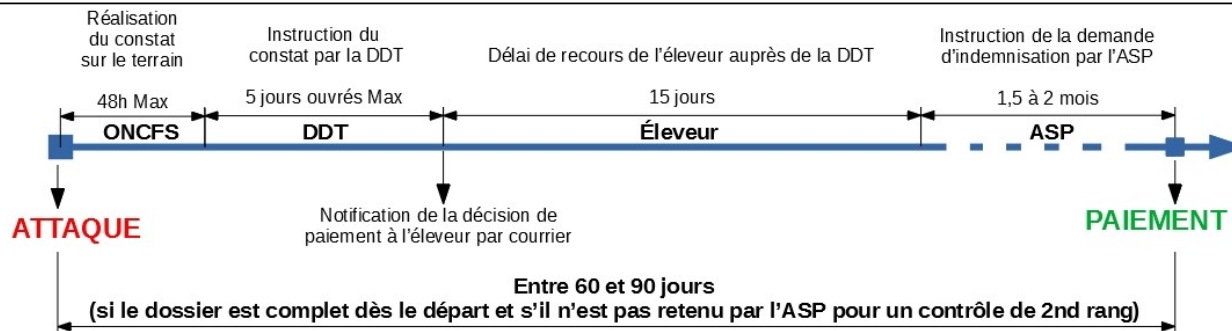 Réalisation
du constat
sur le terrain
Instruction du
constat par la DDT
Délai de recours de l’éleveur auprès de la DDT
Instruction de la demande
d’indemnisation par l’ASP
48h Max
5 jours ouvrés Max
15 jours
1,5 à 2 mois
ONCFS
DDT
Éleveur
ASP
ATTAQUE
Notification de la décision de
paiement à l’éleveur par courrier
PAIEMENT
Entre 60 et 90 jours
(si le dossier est complet dès le départ et s’il n’est pas retenu par l’ASP pour un contrôle de 2nd rang)